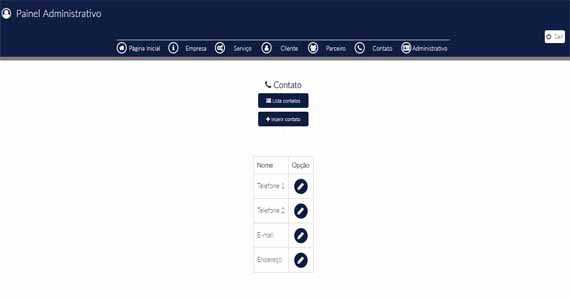 Painel Administrativo
Sair
Página Inicial Empresa Serviço Cliente Parceiro Contato Administrativo
Contato
Lista contatos
Inserir contato
Nome Opção
Telefone 1
Telefone 2
E-mail
Endereço